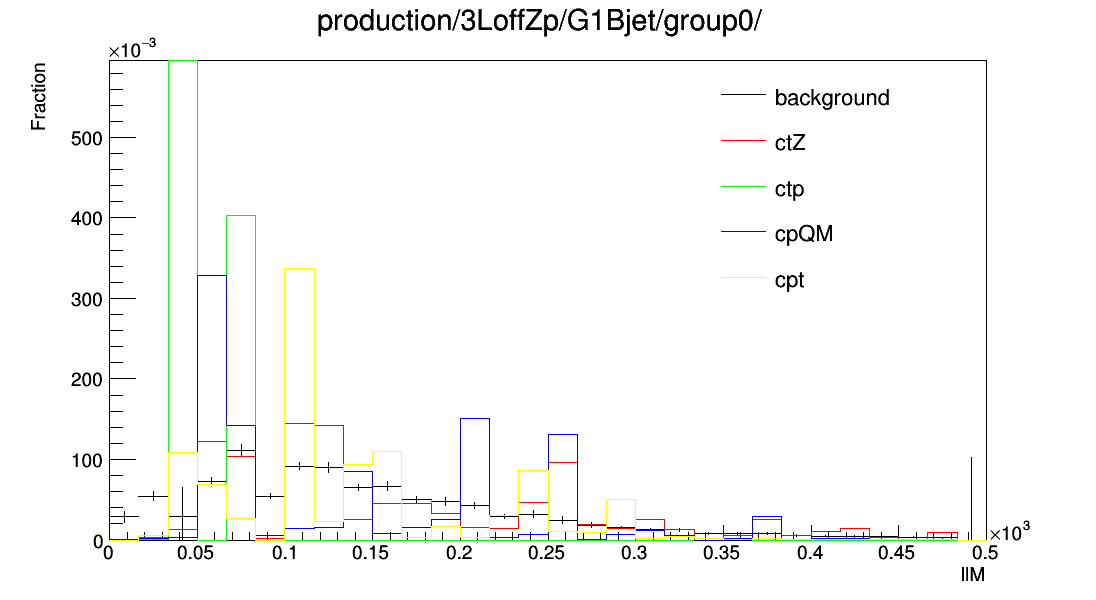 production/3LoffZp/G1Bjet/group0/
×10⁻³
Fraction
background
ctZ
ctp
cpQM
cpt
500
400
300
200
100
0
0 0.05 0.1 0.15 0.2 0.25 0.3 0.35 0.4 0.45 0.5
×10³
llM